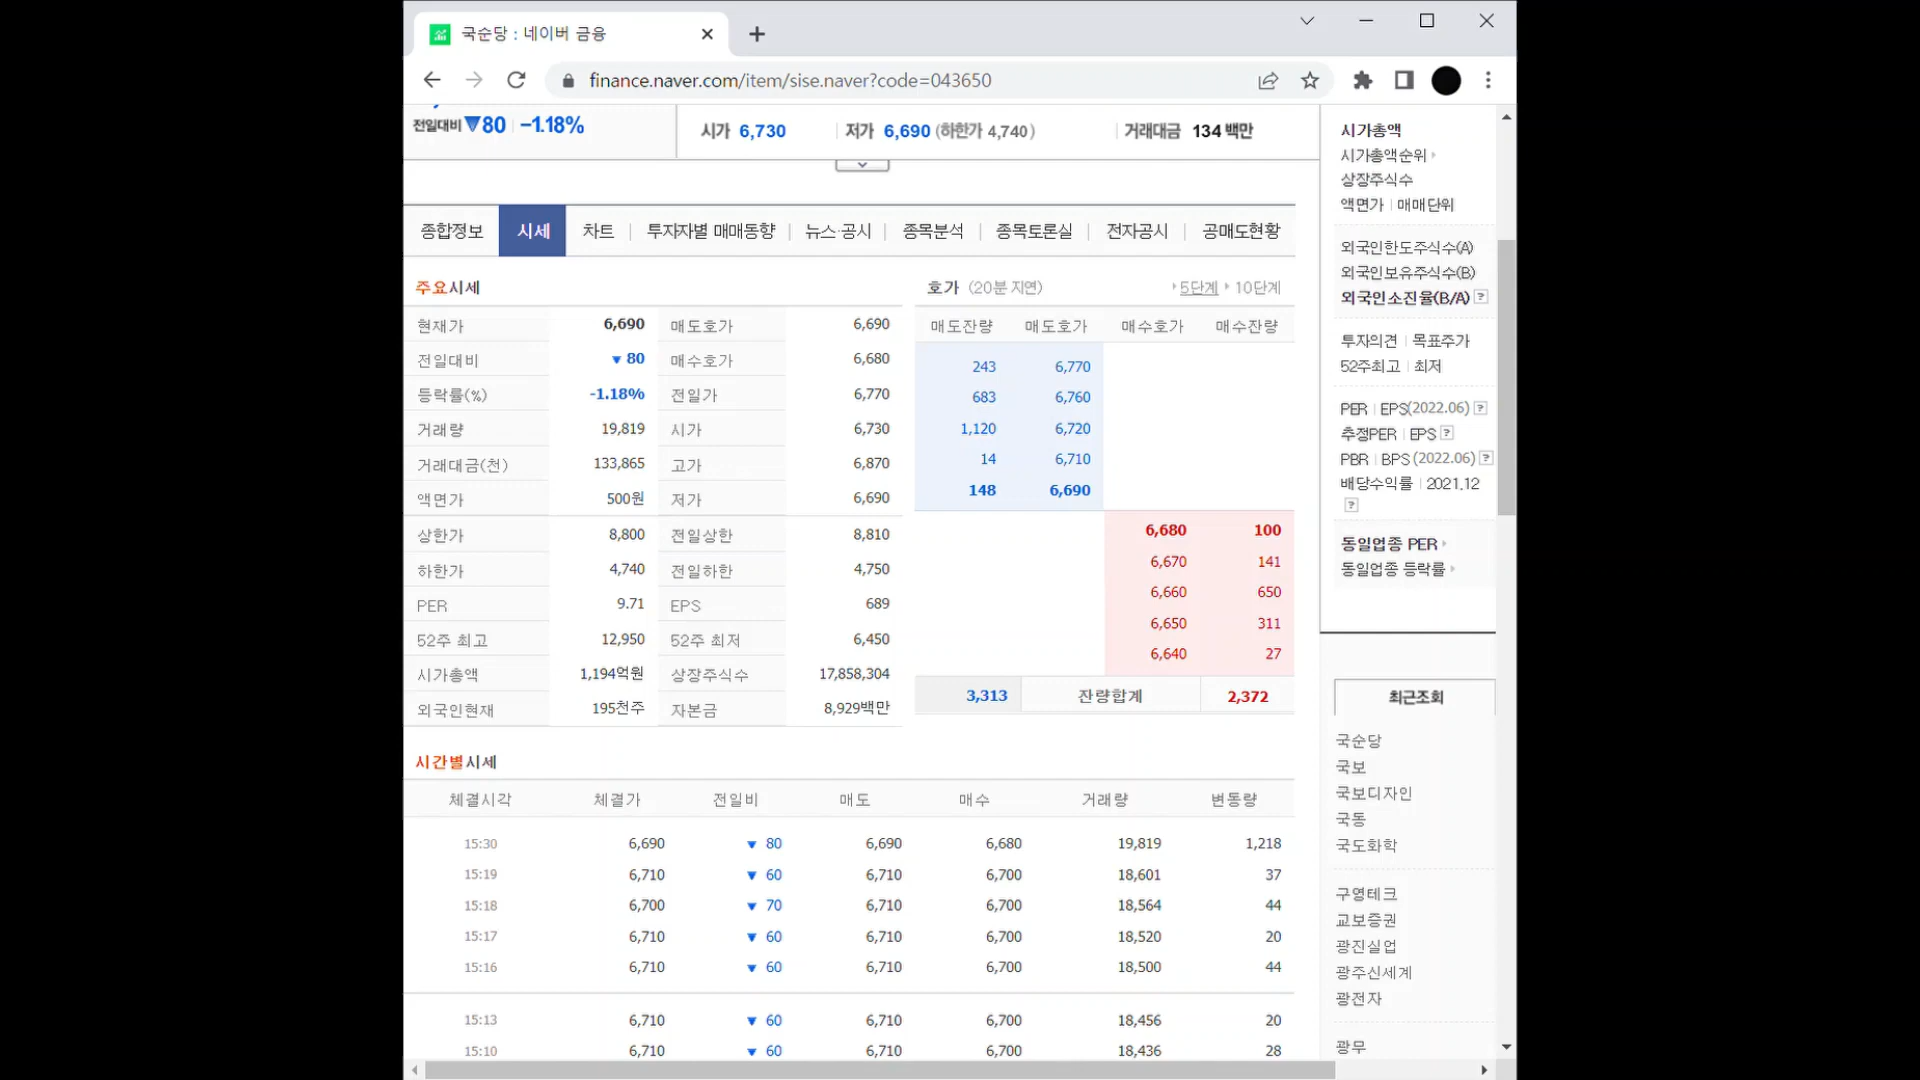 국순당 : 네이버 금융
finance.naver.com/item/sise.naver?code=043650
전일대비 ▼80 | −1.18%
시가 6,730 | 저가 6,690 (하한가 4,740) | 거래대금 134 백만
종합정보 시세 차트 | 투자자별 매매동향 | 뉴스·공시 | 종목분석 | 종목토론실 | 전자공시 | 공매도현황
주요시세
현재가 6,690 매도호가 6,690
전일대비 ▼ 80 매수호가 6,680
등락률(%) -1.18% 전일가 6,770
거래량 19,819 시가 6,730
거래대금(천) 133,865 고가 6,870
액면가 500원 저가 6,690
상한가 8,800 전일상한 8,810
하한가 4,740 전일하한 4,750
PER 9.71 EPS 689
52주 최고 12,950 52주 최저 6,450
시가총액 1,194억원 상장주식수 17,858,304
외국인현재 195천주 자본금 8,929백만
호가 (20분 지연) 5단계 10단계
매도잔량 매도호가 매수호가 매수잔량
243 6,770
683 6,760
1,120 6,720
14 6,710
148 6,690
6,680 100
6,670 141
6,660 650
6,650 311
6,640 27
3,313 잔량합계 2,372
시간별시세
체결시각 체결가 전일비 매도 매수 거래량 변동량
15:30 6,690 ▼ 80 6,690 6,680 19,819 1,218
15:19 6,710 ▼ 60 6,710 6,700 18,601 37
15:18 6,700 ▼ 70 6,710 6,700 18,564 44
15:17 6,710 ▼ 60 6,710 6,700 18,520 20
15:16 6,710 ▼ 60 6,710 6,700 18,500 44
15:13 6,710 ▼ 60 6,710 6,700 18,456 20
15:10 6,710 ▼ 60 6,710 6,700 18,436 28
시가총액
시가총액순위
상장주식수
액면가 | 매매단위
외국인한도주식수(A)
외국인보유주식수(B)
외국인소진율(B/A) ?
투자의견 | 목표주가
52주최고 | 최저
PER | EPS(2022.06) ?
추정PER | EPS ?
PBR | BPS (2022.06) ?
배당수익률 | 2021.12
?
동일업종 PER
동일업종 등락률
최근조회
국순당
국보
국보디자인
국동
국도화학
구영테크
교보증권
광진실업
광주신세계
광전자
광무